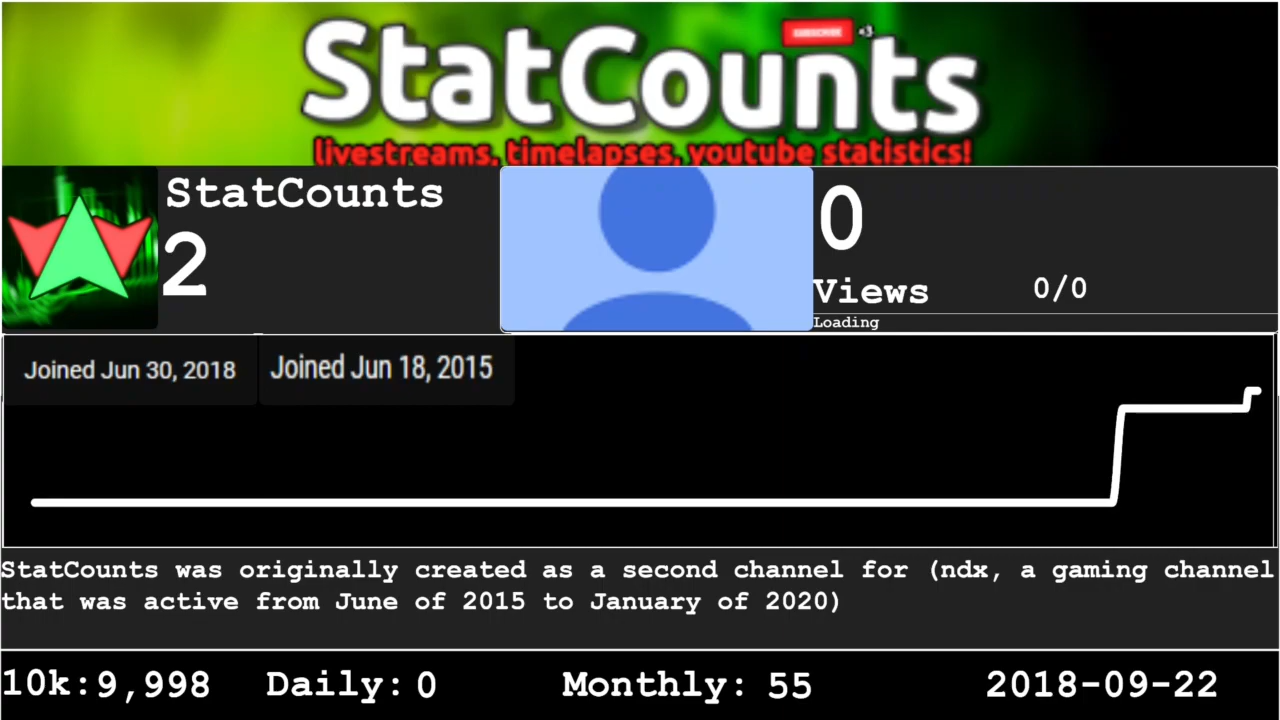 SUBSCRIBE <3
StatCounts
livestreams, timelapses, youtube statistics!
StatCounts
2
0
Views 0/0
Loading
Joined Jun 30, 2018 Joined Jun 18, 2015
StatCounts was originally created as a second channel for (ndx, a gaming channel
that was active from June of 2015 to January of 2020)
10k:9,998 Daily: 0 Monthly: 55 2018-09-22